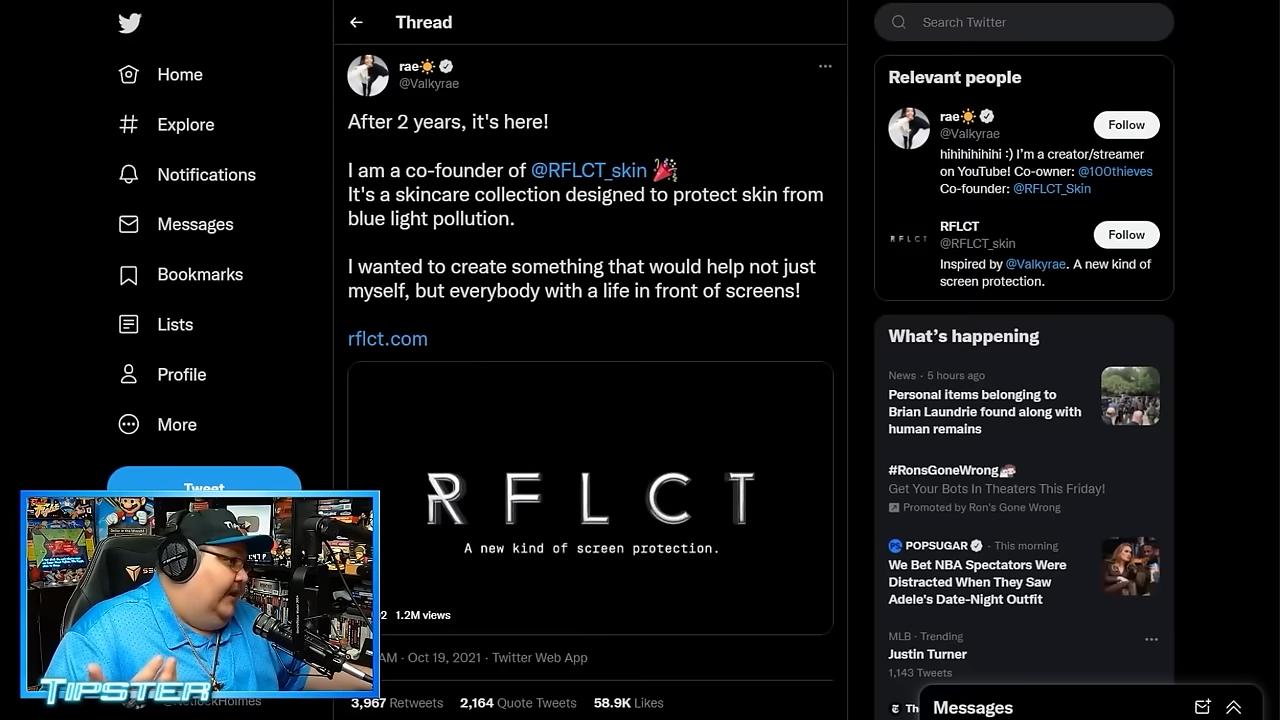 Thread
Search Twitter
Home
Explore
Notifications
Messages
Bookmarks
Lists
Profile
More
Tweet
rae☀️
@Valkyrae
After 2 years, it's here!
I am a co-founder of @RFLCT_skin 🎉
It's a skincare collection designed to protect skin from
blue light pollution.
I wanted to create something that would help not just
myself, but everybody with a life in front of screens!
rflct.com
RFLCT
A new kind of screen protection.
1.2M views
AM · Oct 19, 2021 · Twitter Web App
3,967 Retweets 2,164 Quote Tweets 58.9K Likes
Relevant people
rae☀️
@Valkyrae
Follow
hihihihihihi :) I'm a creator/streamer
on YouTube! Co-owner: @100thieves
Co-founder: @RFLCT_Skin
RFLCT
RFLCT
@RFLCT_skin
Follow
Inspired by @Valkyrae. A new kind of
screen protection.
What's happening
News · 5 hours ago
Personal items belonging to
Brian Laundrie found along with
human remains
#RonsGoneWrong
Get Your Bots In Theaters This Friday!
Promoted by Ron's Gone Wrong
POPSUGAR · This morning
We Bet NBA Spectators Were
Distracted When They Saw
Adele's Date-Night Outfit
MLB · Trending
Justin Turner
1,143 Tweets
Messages
TIPSTER